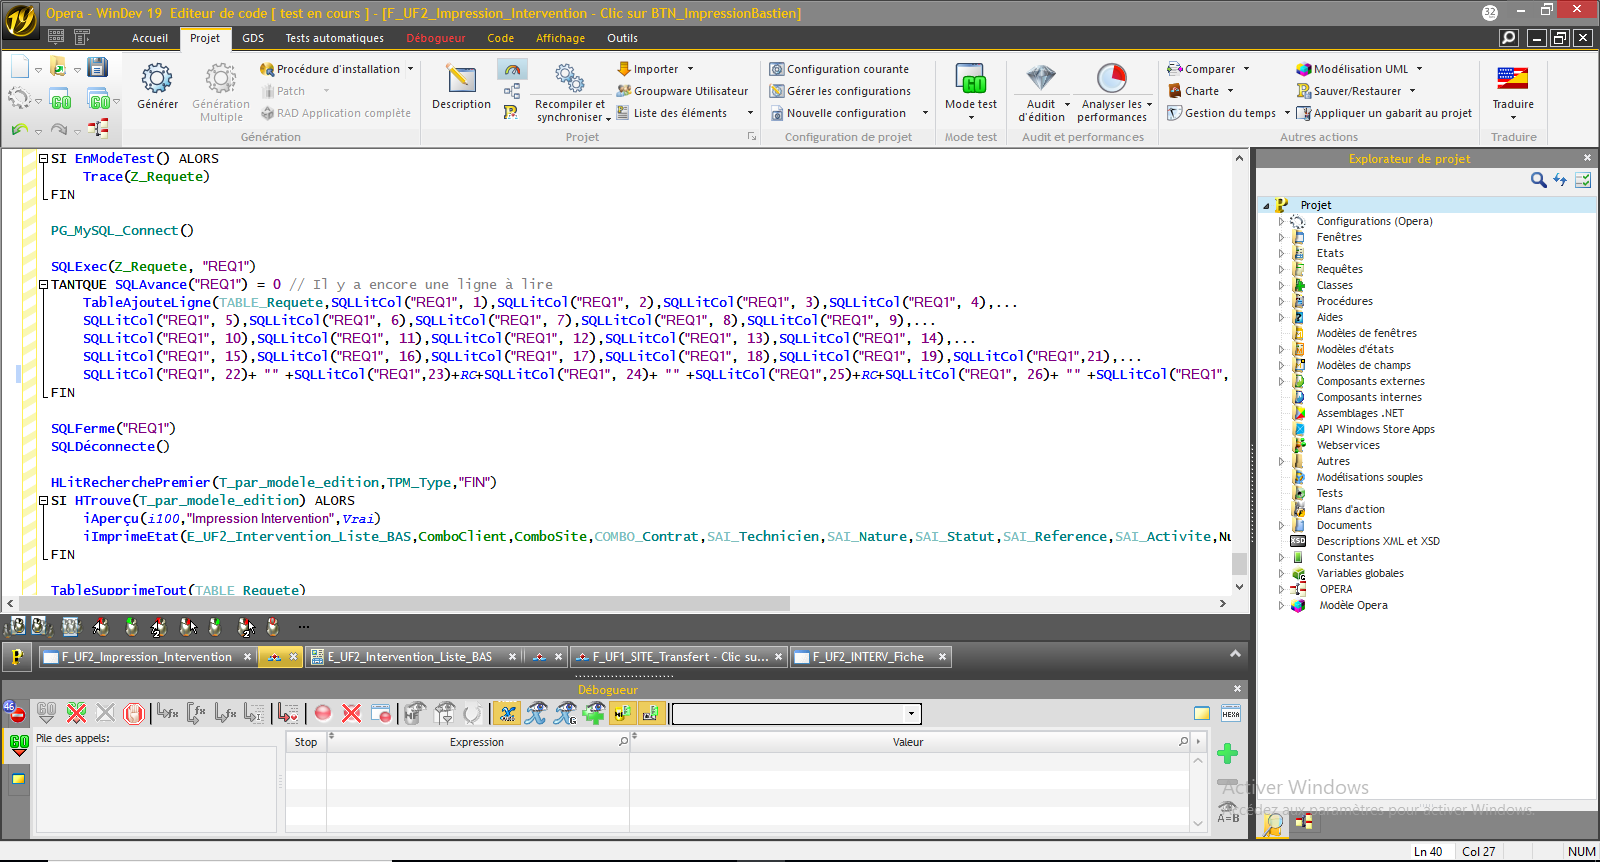 Opera - WinDev 19  Editeur de code [ test en cours ] - [F_UF2_Impression_Intervention - Clic sur BTN_ImpressionBastien]
32
Accueil Projet GDS Tests automatiques Débogueur Code Affichage Outils
Générer
Génération Multiple
Procédure d'installation
Patch
RAD Application complète
Génération
Description
Recompiler et synchroniser
Importer
Groupware Utilisateur
Liste des éléments
Projet
Configuration courante
Gérer les configurations
Nouvelle configuration
Configuration de projet
Mode test
Mode test
Audit d'édition
Analyser les performances
Audit et performances
Comparer
Charte
Gestion du temps
Modélisation UML
Sauver/Restaurer
Appliquer un gabarit au projet
Autres actions
Traduire
Traduire
SI EnModeTest() ALORS
Trace(Z_Requete)
FIN
PG_MySQL_Connect()
SQLExec(Z_Requete, "REQ1")
TANTQUE SQLAvance("REQ1") = 0 // Il y a encore une ligne à lire
TableAjouteLigne(TABLE_Requete,SQLLitCol("REQ1", 1),SQLLitCol("REQ1", 2),SQLLitCol("REQ1", 3),SQLLitCol("REQ1", 4),...
SQLLitCol("REQ1", 5),SQLLitCol("REQ1", 6),SQLLitCol("REQ1", 7),SQLLitCol("REQ1", 8),SQLLitCol("REQ1", 9),...
SQLLitCol("REQ1", 10),SQLLitCol("REQ1", 11),SQLLitCol("REQ1", 12),SQLLitCol("REQ1", 13),SQLLitCol("REQ1", 14),...
SQLLitCol("REQ1", 15),SQLLitCol("REQ1", 16),SQLLitCol("REQ1", 17),SQLLitCol("REQ1", 18),SQLLitCol("REQ1", 19),SQLLitCol("REQ1",21),...
SQLLitCol("REQ1", 22)+ "" +SQLLitCol("REQ1",23)+RC+SQLLitCol("REQ1", 24)+ "" +SQLLitCol("REQ1",25)+RC+SQLLitCol("REQ1", 26)+ "" +SQLLitCol("REQ1",
FIN
SQLFerme("REQ1")
SQLDéconnecte()
HLitRecherchePremier(T_par_modele_edition,TPM_Type,"FIN")
SI HTrouve(T_par_modele_edition) ALORS
iAperçu(i100,"Impression Intervention",Vrai)
iImprimeEtat(E_UF2_Intervention_Liste_BAS,ComboClient,ComboSite,COMBO_Contrat,SAI_Technicien,SAI_Nature,SAI_Statut,SAI_Reference,SAI_Activite,Nu
FIN
TableSupprimeTout(TABLE_Requete)
F_UF2_Impression_Intervention
E_UF2_Intervention_Liste_BAS
F_UF1_SITE_Transfert - Clic su...
F_UF2_INTERV_Fiche
Débogueur
46
GO
Pile des appels:
Stop Expression Valeur
HEXA
A=B
Explorateur de projet
Projet
Configurations (Opera)
Fenêtres
Etats
Requêtes
Classes
Procédures
Aides
Modèles de fenêtres
Modèles d'états
Modèles de champs
Composants externes
Composants internes
Assemblages .NET
API Windows Store Apps
Webservices
Autres
Modélisations souples
Tests
Plans d'action
Documents
Descriptions XML et XSD
Constantes
Variables globales
OPERA
Modèle Opera
Activer Windows
Accédez aux paramètres pour activer Windows.
Ln 40 Col 27 NUM